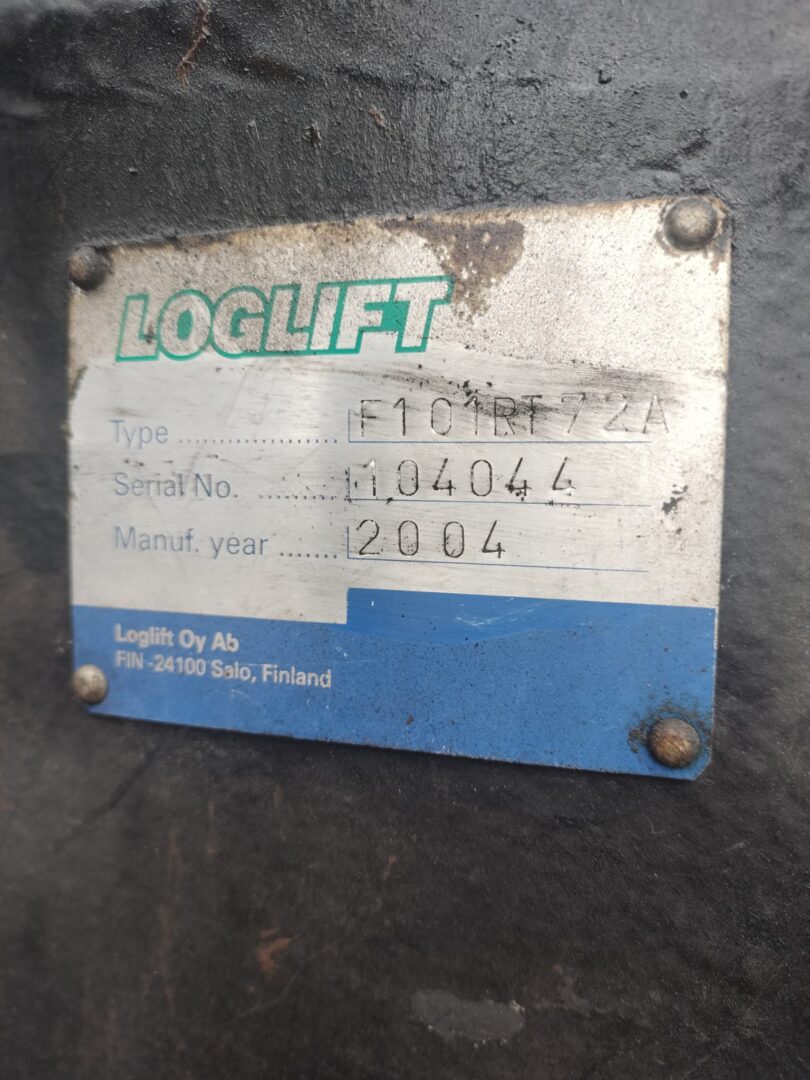 LOGLIFT
Type .................... F101RT72A
Serial No. .......... 104044
Manuf. year ....... 2004
Loglift Oy Ab
FIN -24100 Salo, Finland